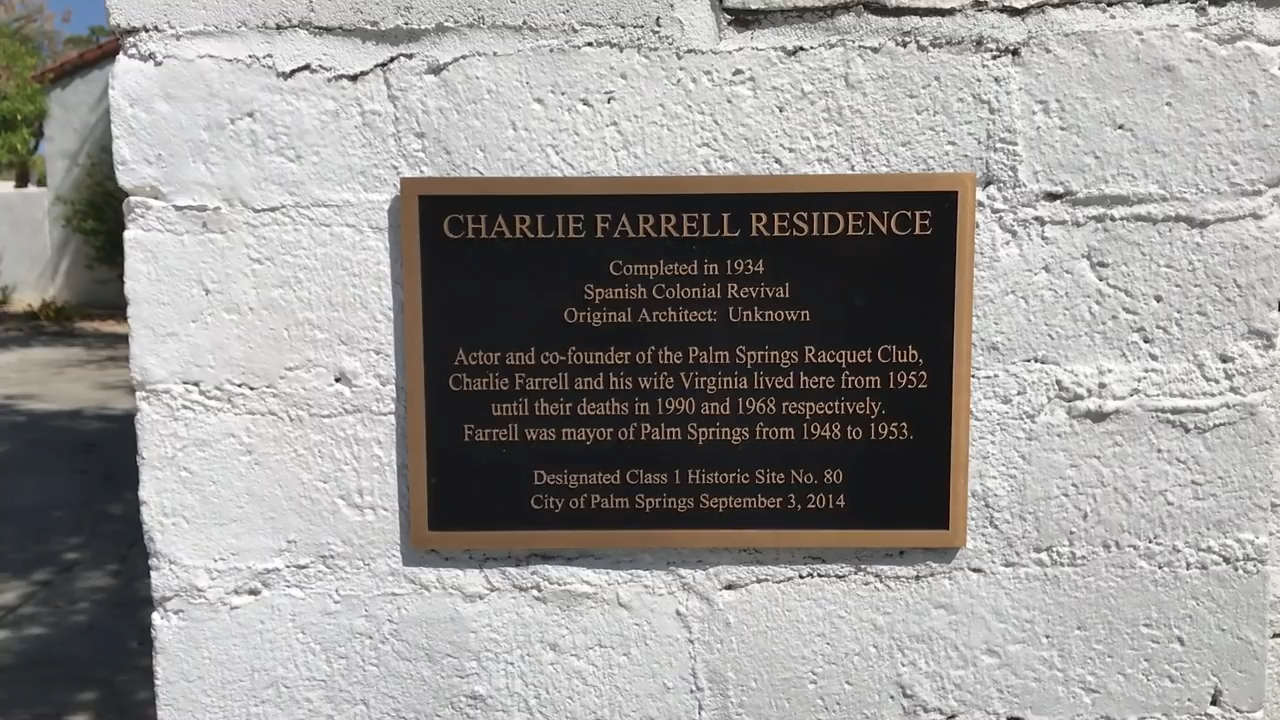 CHARLIE FARRELL RESIDENCE
Completed in 1934
Spanish Colonial Revival
Original Architect: Unknown
Actor and co-founder of the Palm Springs Racquet Club,
Charlie Farrell and his wife Virginia lived here from 1952
until their deaths in 1990 and 1968 respectively.
Farrell was mayor of Palm Springs from 1948 to 1953.
Designated Class 1 Historic Site No. 80
City of Palm Springs September 3, 2014